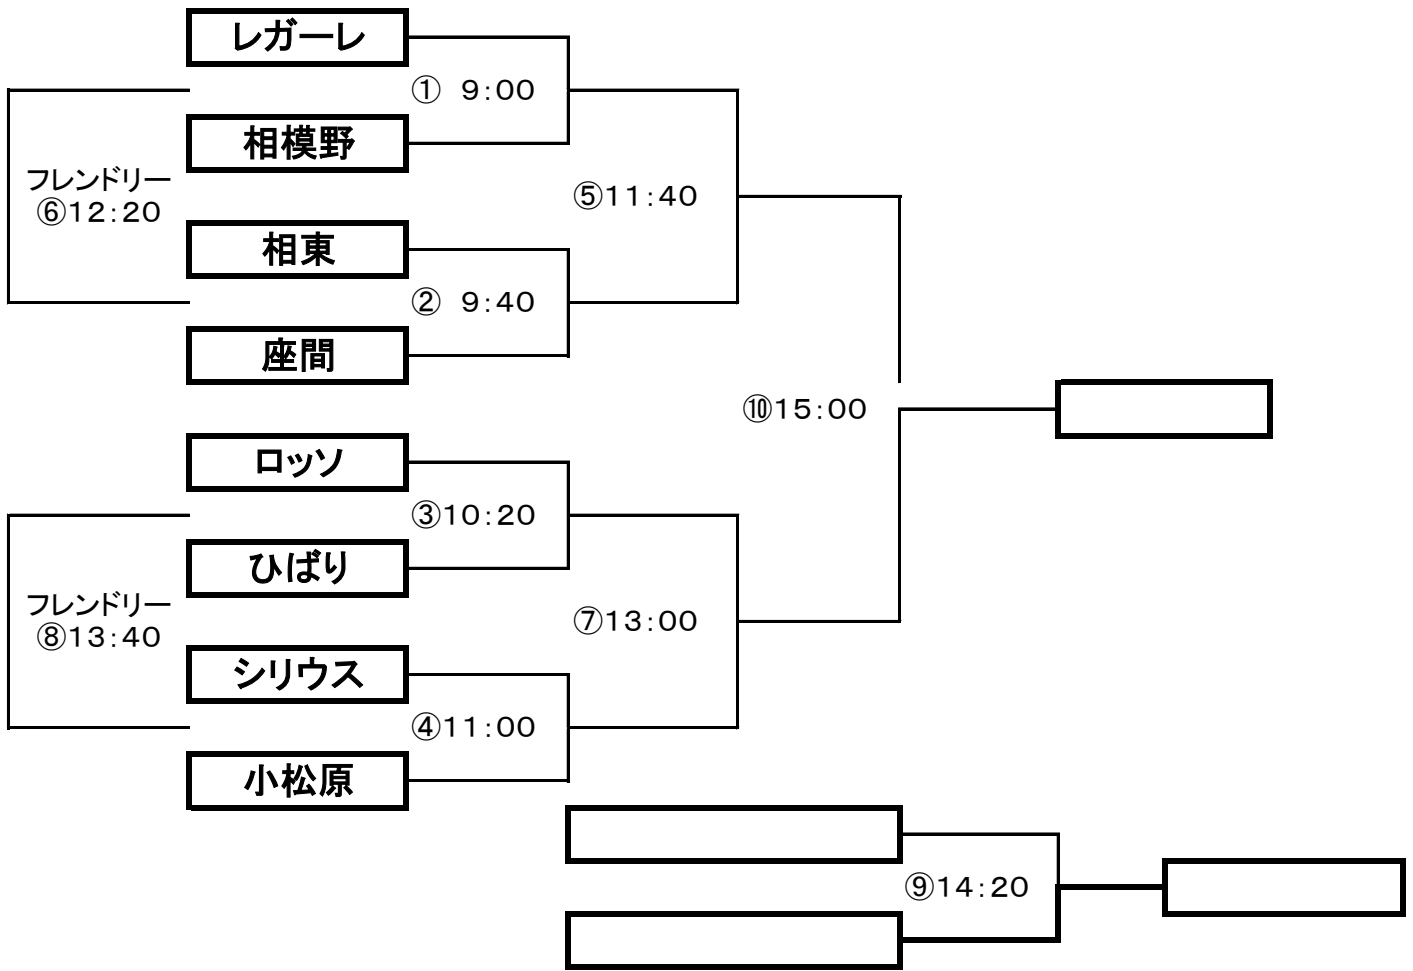 レガーレ
① 9:00
相模野
フレンドリー
⑥12:20
⑤11:40
相東
② 9:40
座間
⑩15:00
ロッソ
③10:20
ひばり
フレンドリー
⑧13:40
⑦13:00
シリウス
④11:00
小松原
⑨14:20